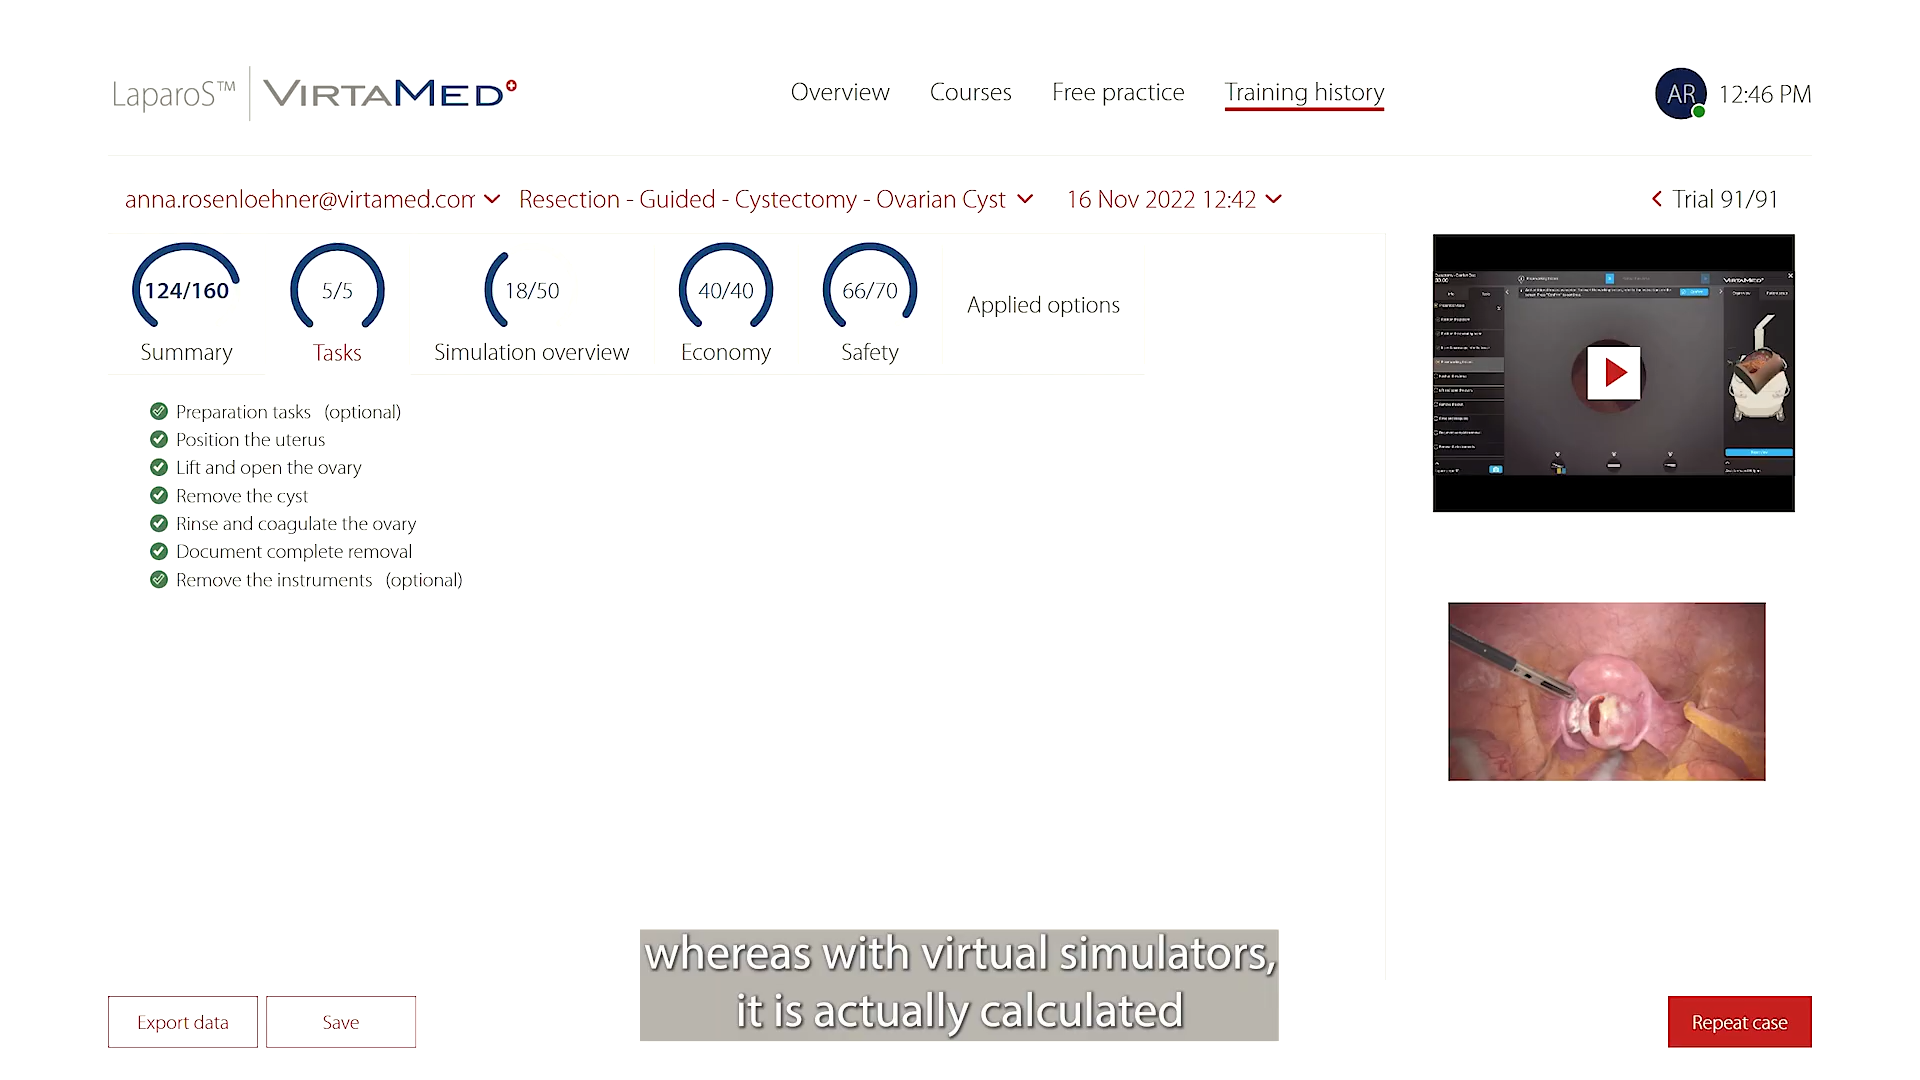 LaparoS™ VIRTAMED
Overview Courses Free practice Training history
AR 12:46 PM
anna.rosenloehner@virtamed.com Resection - Guided - Cystectomy - Ovarian Cyst 16 Nov 2022 12:42
Trial 91/91
124/160 5/5 18/50 40/40 66/70
Summary Tasks Simulation overview Economy Safety Applied options
Preparation tasks (optional)
Position the uterus
Lift and open the ovary
Remove the cyst
Rinse and coagulate the ovary
Document complete removal
Remove the instruments (optional)
VIRTAMED
whereas with virtual simulators,
it is actually calculated
Export data Save Repeat case